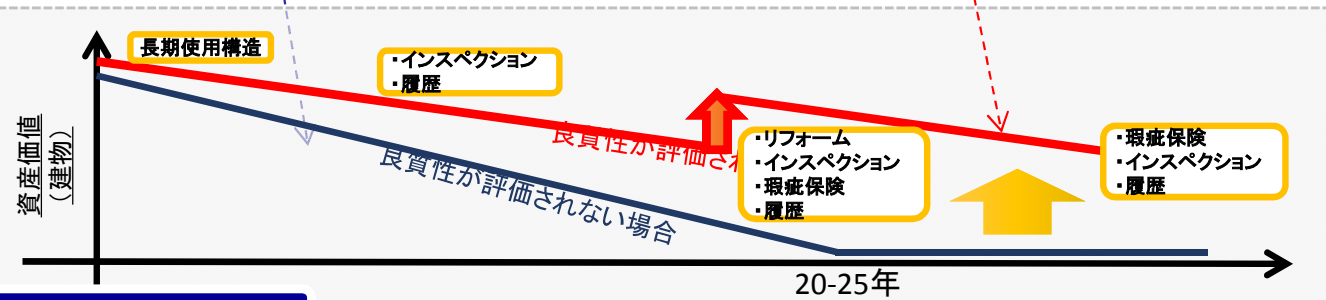 長期使用構造
・インスペクション
・履歴
資産価値
（建物）
良質性が評価され
良質性が評価されない場合
・リフォーム
・インスペクション
・瑕疵保険
・履歴
・瑕疵保険
・インスペクション
・履歴
20-25年